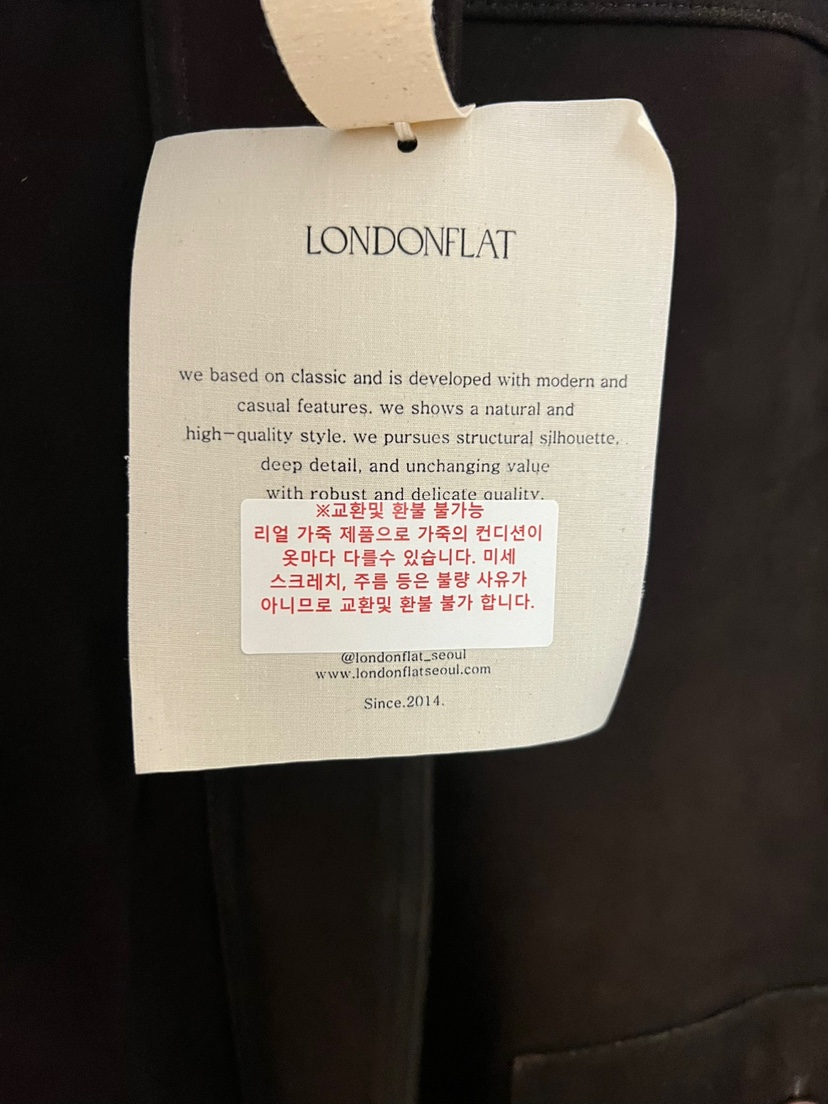 LONDONFLAT
we based on classic and is developed with modern and
casual features. we shows a natural and
high-quality style. we pursues structural silhouette,
deep detail, and unchanging value
with robust and delicate quality.
※교환및 환불 불가능
리얼 가죽 제품으로 가죽의 컨디션이
옷마다 다를수 있습니다. 미세
스크레치, 주름 등은 불량 사유가
아니므로 교환및 환불 불가 합니다.
@londonflat_seoul
www.londonflatseoul.com
Since.2014.